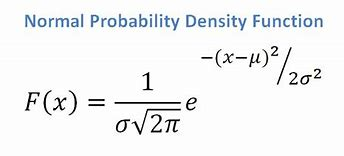 Normal Probability Density Function
F(x) = 1/(σ√2π) e^(−(x−μ)²/2σ²)